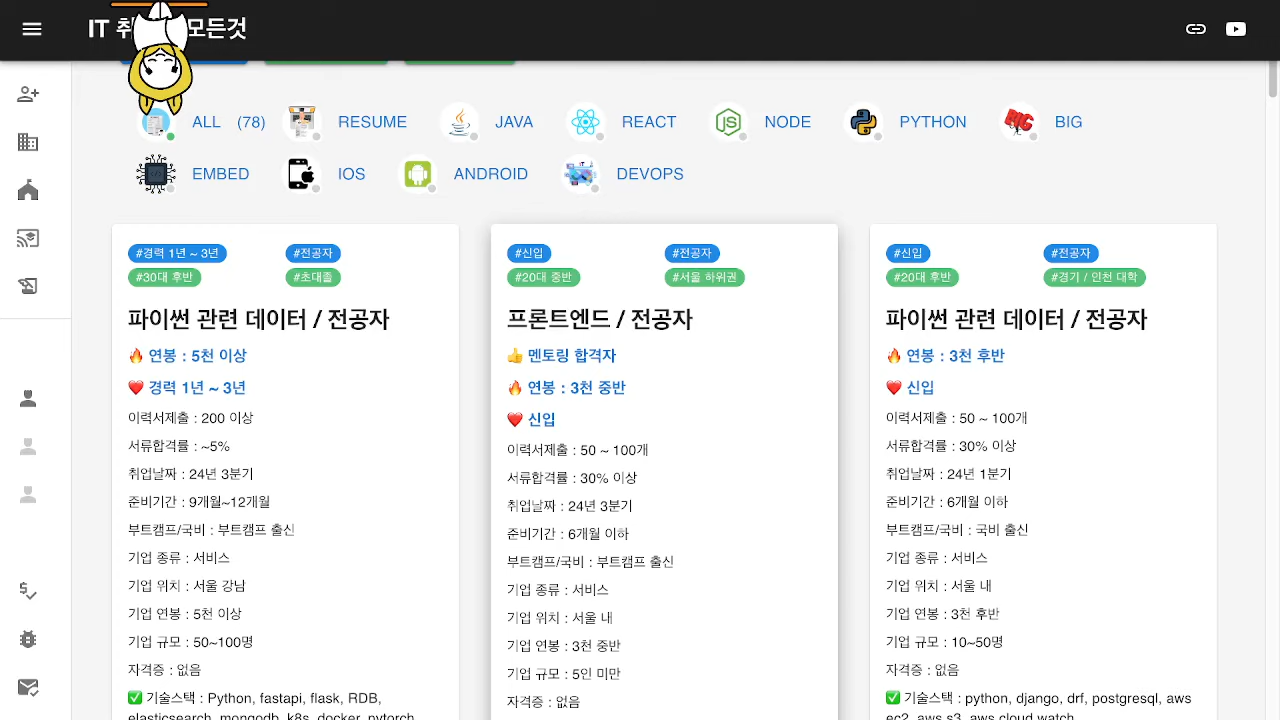 IT 취 모든것
ALL (78) RESUME JAVA REACT NODE PYTHON BIG
EMBED IOS ANDROID DEVOPS
#경력 1년 ~ 3년 #전공자
#30대 후반 #초대졸
파이썬 관련 데이터 / 전공자
🔥 연봉 : 5천 이상
❤️ 경력 1년 ~ 3년
이력서제출 : 200 이상
서류합격률 : ~5%
취업날짜 : 24년 3분기
준비기간 : 9개월~12개월
부트캠프/국비 : 부트캠프 출신
기업 종류 : 서비스
기업 위치 : 서울 강남
기업 연봉 : 5천 이상
기업 규모 : 50~100명
자격증 : 없음
✅ 기술스택 : Python, fastapi, flask, RDB,
elasticsearch, mongodb, k8s, docker, pytorch
#신입 #전공자
#20대 중반 #서울 하위권
프론트엔드 / 전공자
👍 멘토링 합격자
🔥 연봉 : 3천 중반
❤️ 신입
이력서제출 : 50 ~ 100개
서류합격률 : 30% 이상
취업날짜 : 24년 3분기
준비기간 : 6개월 이하
부트캠프/국비 : 부트캠프 출신
기업 종류 : 서비스
기업 위치 : 서울 내
기업 연봉 : 3천 중반
기업 규모 : 5인 미만
자격증 : 없음
#신입 #전공자
#20대 후반 #경기 / 인천 대학
파이썬 관련 데이터 / 전공자
🔥 연봉 : 3천 후반
❤️ 신입
이력서제출 : 50 ~ 100개
서류합격률 : 30% 이상
취업날짜 : 24년 1분기
준비기간 : 6개월 이하
부트캠프/국비 : 국비 출신
기업 종류 : 서비스
기업 위치 : 서울 내
기업 연봉 : 3천 후반
기업 규모 : 10~50명
자격증 : 없음
✅ 기술스택 : python, django, drf, postgresql, aws
ec2, aws s3, aws cloud watch